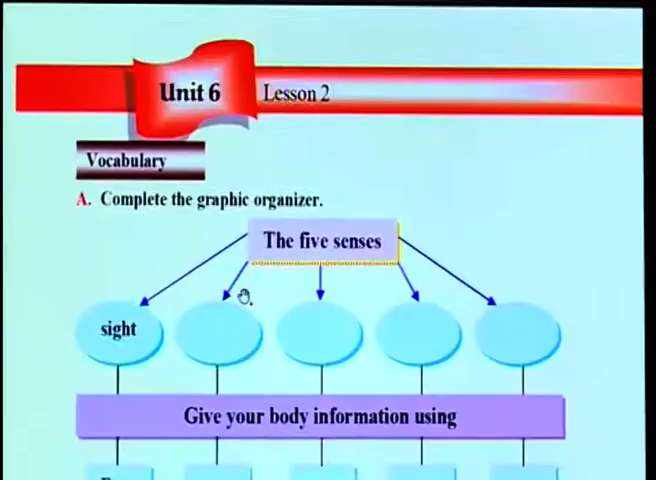 Unit 6
Lesson 2
Vocabulary
A. Complete the graphic organizer.
The five senses
sight
Give your body information using